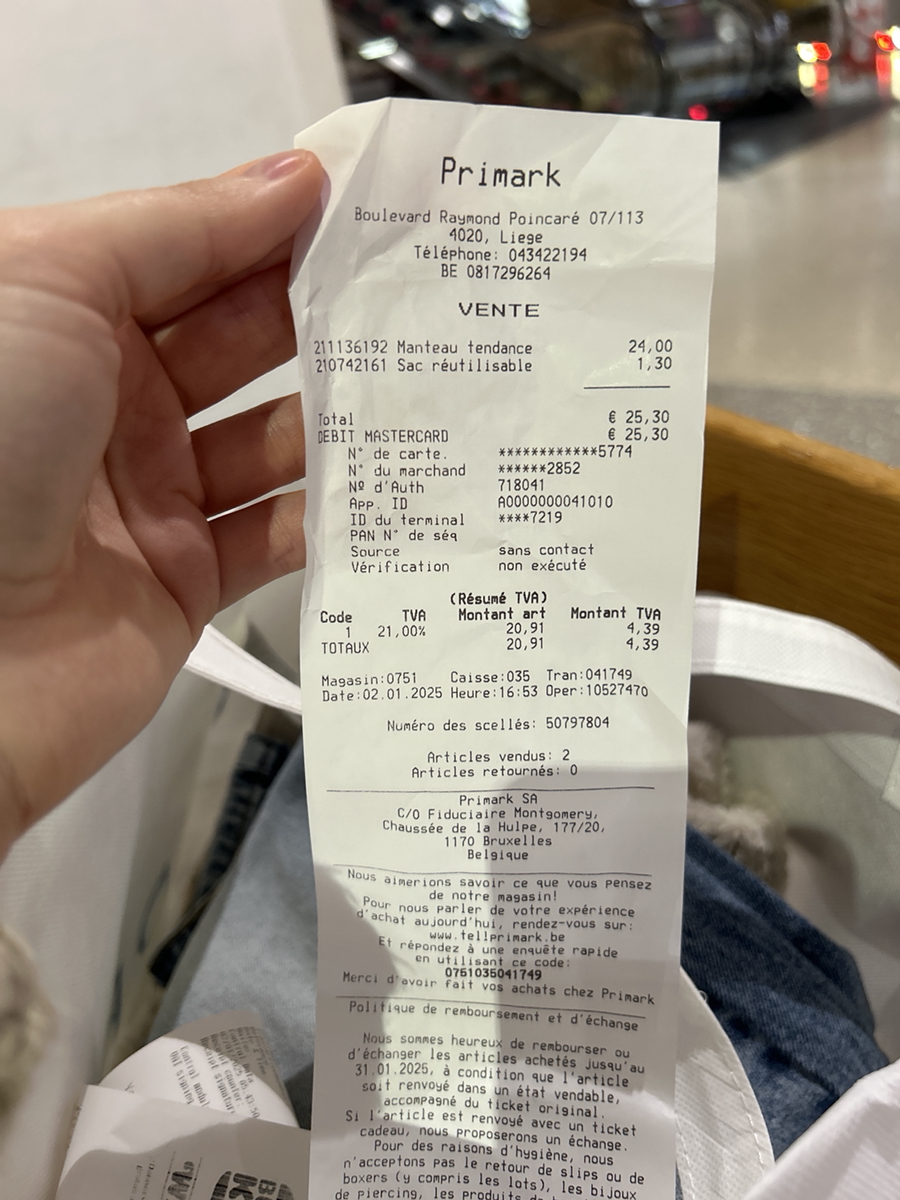 Primark
Boulevard Raymond Poincaré 07/113
4020, Liege
Téléphone: 043422194
BE 0817296264
VENTE
211136192 Manteau tendance 24,00
210742161 Sac réutilisable 1,30
Total € 25,30
DEBIT MASTERCARD € 25,30
N° de carte. ************5774
N° du marchand ******2852
Nº d'Auth 718041
App. ID A0000000041010
ID du terminal ****7219
PAN N° de séq
Source sans contact
Vérification non exécuté
(Résumé TVA)
Code TVA Montant art Montant TVA
1 21,00% 20,91 4,39
TOTAUX 20,91 4,39
Magasin:0751 Caisse:035 Tran:041749
Date:02.01.2025 Heure:16:53 Oper:10527470
Numéro des scellés: 50797804
Articles vendus: 2
Articles retournés: 0
Primark SA
C/O Fiduciaire Montgomery,
Chaussée de la Hulpe, 177/20,
1170 Bruxelles
Belgique
Nous aimerions savoir ce que vous pensez
de notre magasin!
Pour nous parler de votre expérience
d'achat aujourd'hui, rendez-vous sur:
www.tellprimark.be
Et répondez à une enquête rapide
en utilisant ce code:
0751035041749
Merci d'avoir fait vos achats chez Primark
Politique de remboursement et d'échange
Nous sommes heureux de rembourser ou
d'échanger les articles achetés jusqu'au
31.01.2025, à condition que l'article
soit renvoyé dans un état vendable,
accompagné du ticket original.
Si l'article est renvoyé avec un ticket
cadeau, nous proposerons un échange.
Pour des raisons d'hygiène, nous
n'acceptons pas le retour de slips ou de
boxers (y compris les lots), les bijoux
de piercing, les produits de